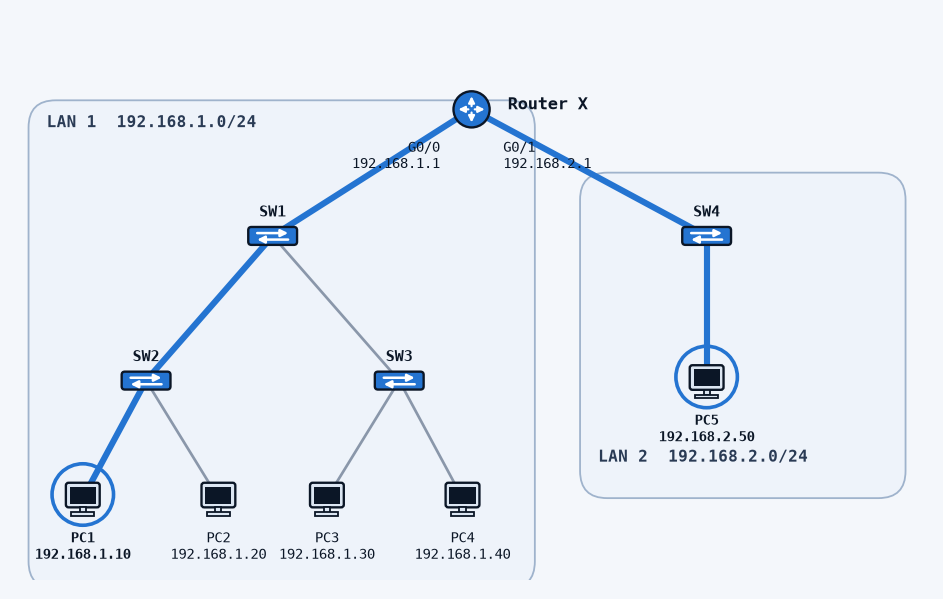 Router X
LAN 1  192.168.1.0/24
G0/0
192.168.1.1
G0/1
192.168.2.1
SW1
SW4
SW2
SW3
PC5
192.168.2.50
LAN 2  192.168.2.0/24
PC1
192.168.1.10
PC2
192.168.1.20
PC3
192.168.1.30
PC4
192.168.1.40